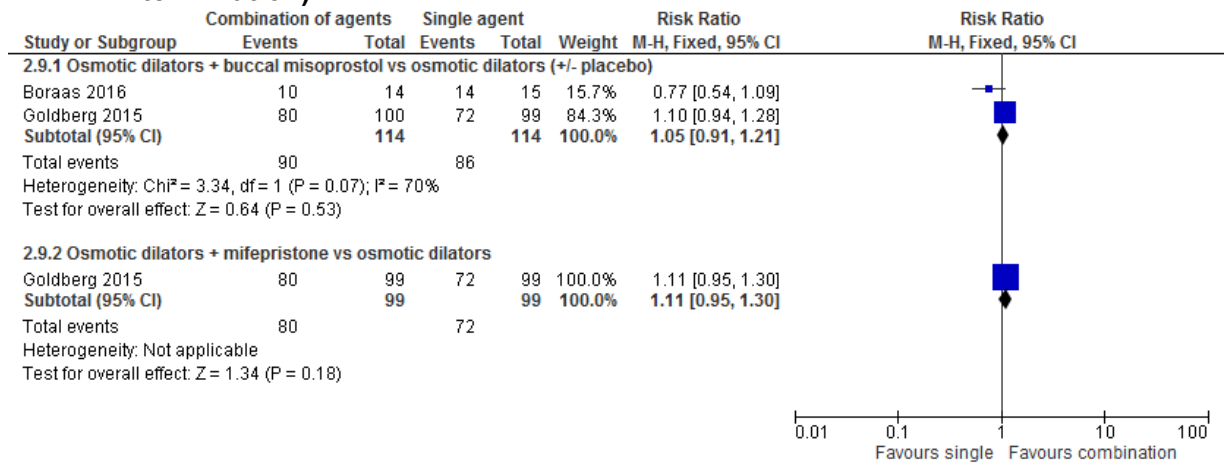 Combination of agents Single agent Risk Ratio Risk Ratio
Study or Subgroup Events Total Events Total Weight M-H, Fixed, 95% CI M-H, Fixed, 95% CI
2.9.1 Osmotic dilators + buccal misoprostol vs osmotic dilators (+/- placebo)
Boraas 2016 10 14 14 15 15.7% 0.77 [0.54, 1.09]
Goldberg 2015 80 100 72 99 84.3% 1.10 [0.94, 1.28]
Subtotal (95% CI) 114 114 100.0% 1.05 [0.91, 1.21]
Total events 90 86
Heterogeneity: Chi² = 3.34, df = 1 (P = 0.07); I² = 70%
Test for overall effect: Z = 0.64 (P = 0.53)
2.9.2 Osmotic dilators + mifepristone vs osmotic dilators
Goldberg 2015 80 99 72 99 100.0% 1.11 [0.95, 1.30]
Subtotal (95% CI) 99 99 100.0% 1.11 [0.95, 1.30]
Total events 80 72
Heterogeneity: Not applicable
Test for overall effect: Z = 1.34 (P = 0.18)
0.01 0.1 1 10 100
Favours single Favours combination